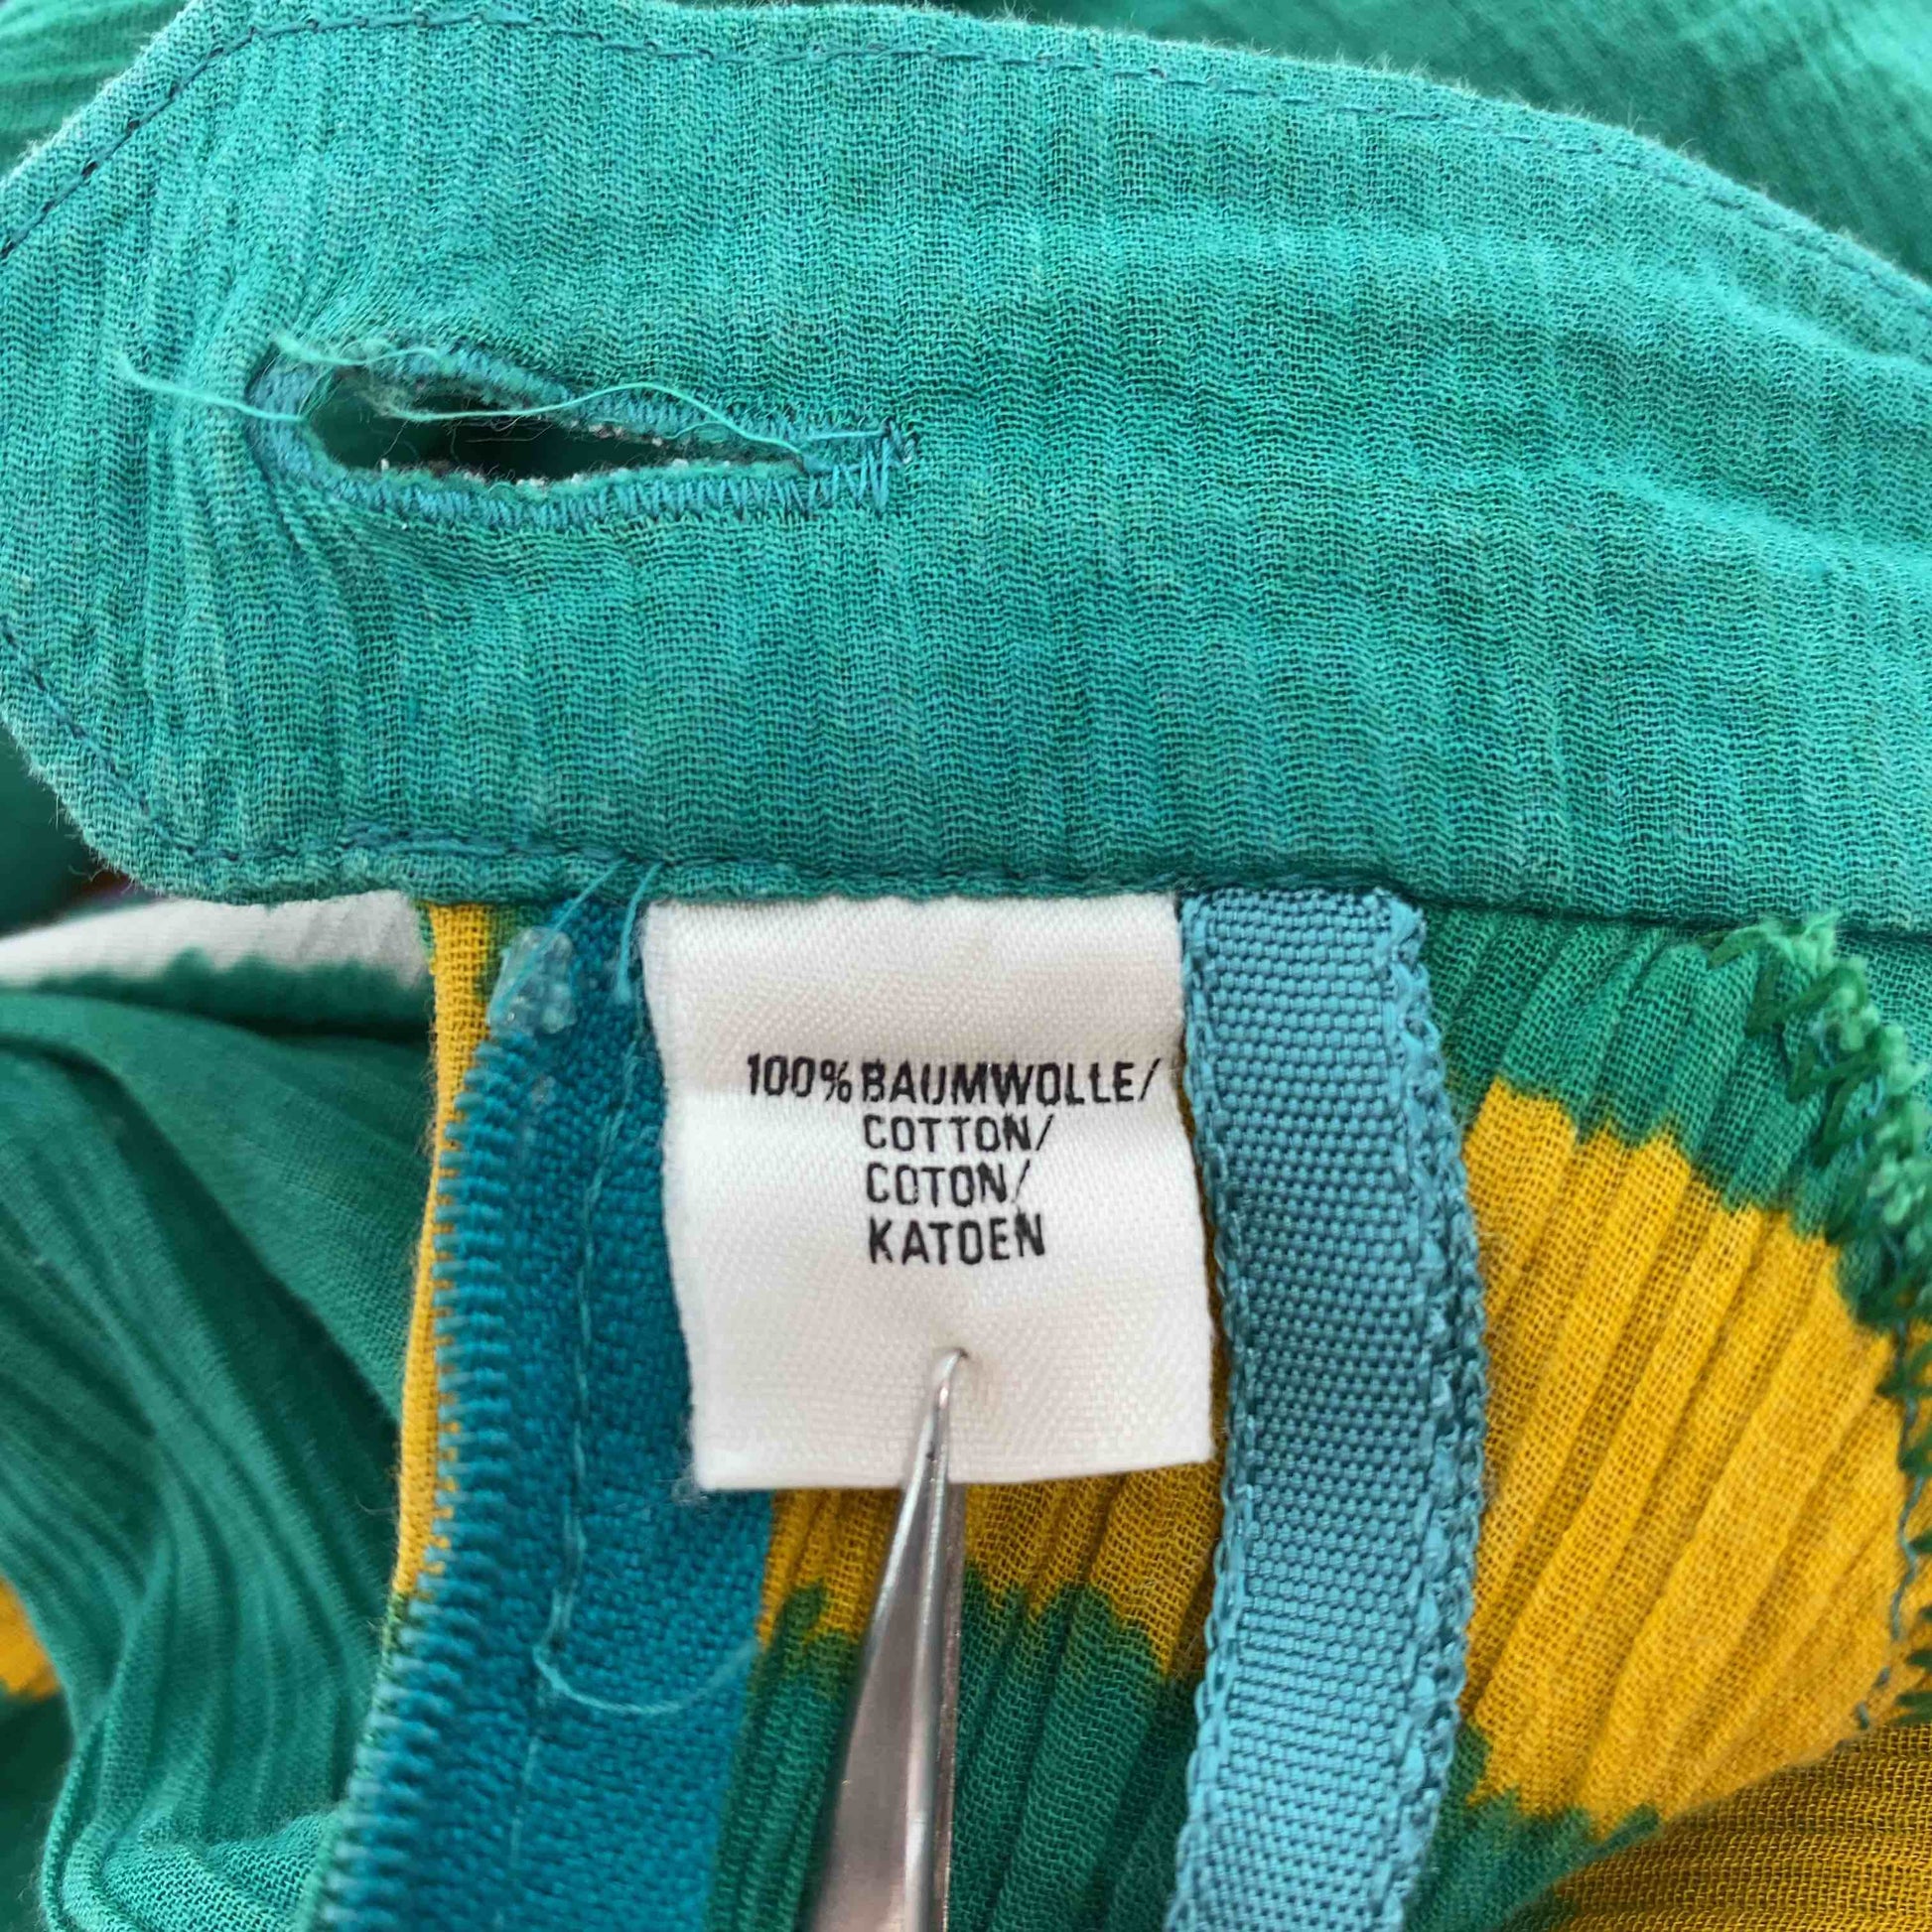 100% BAUMWOLLE/
COTTON/
COTON/
KATOEN